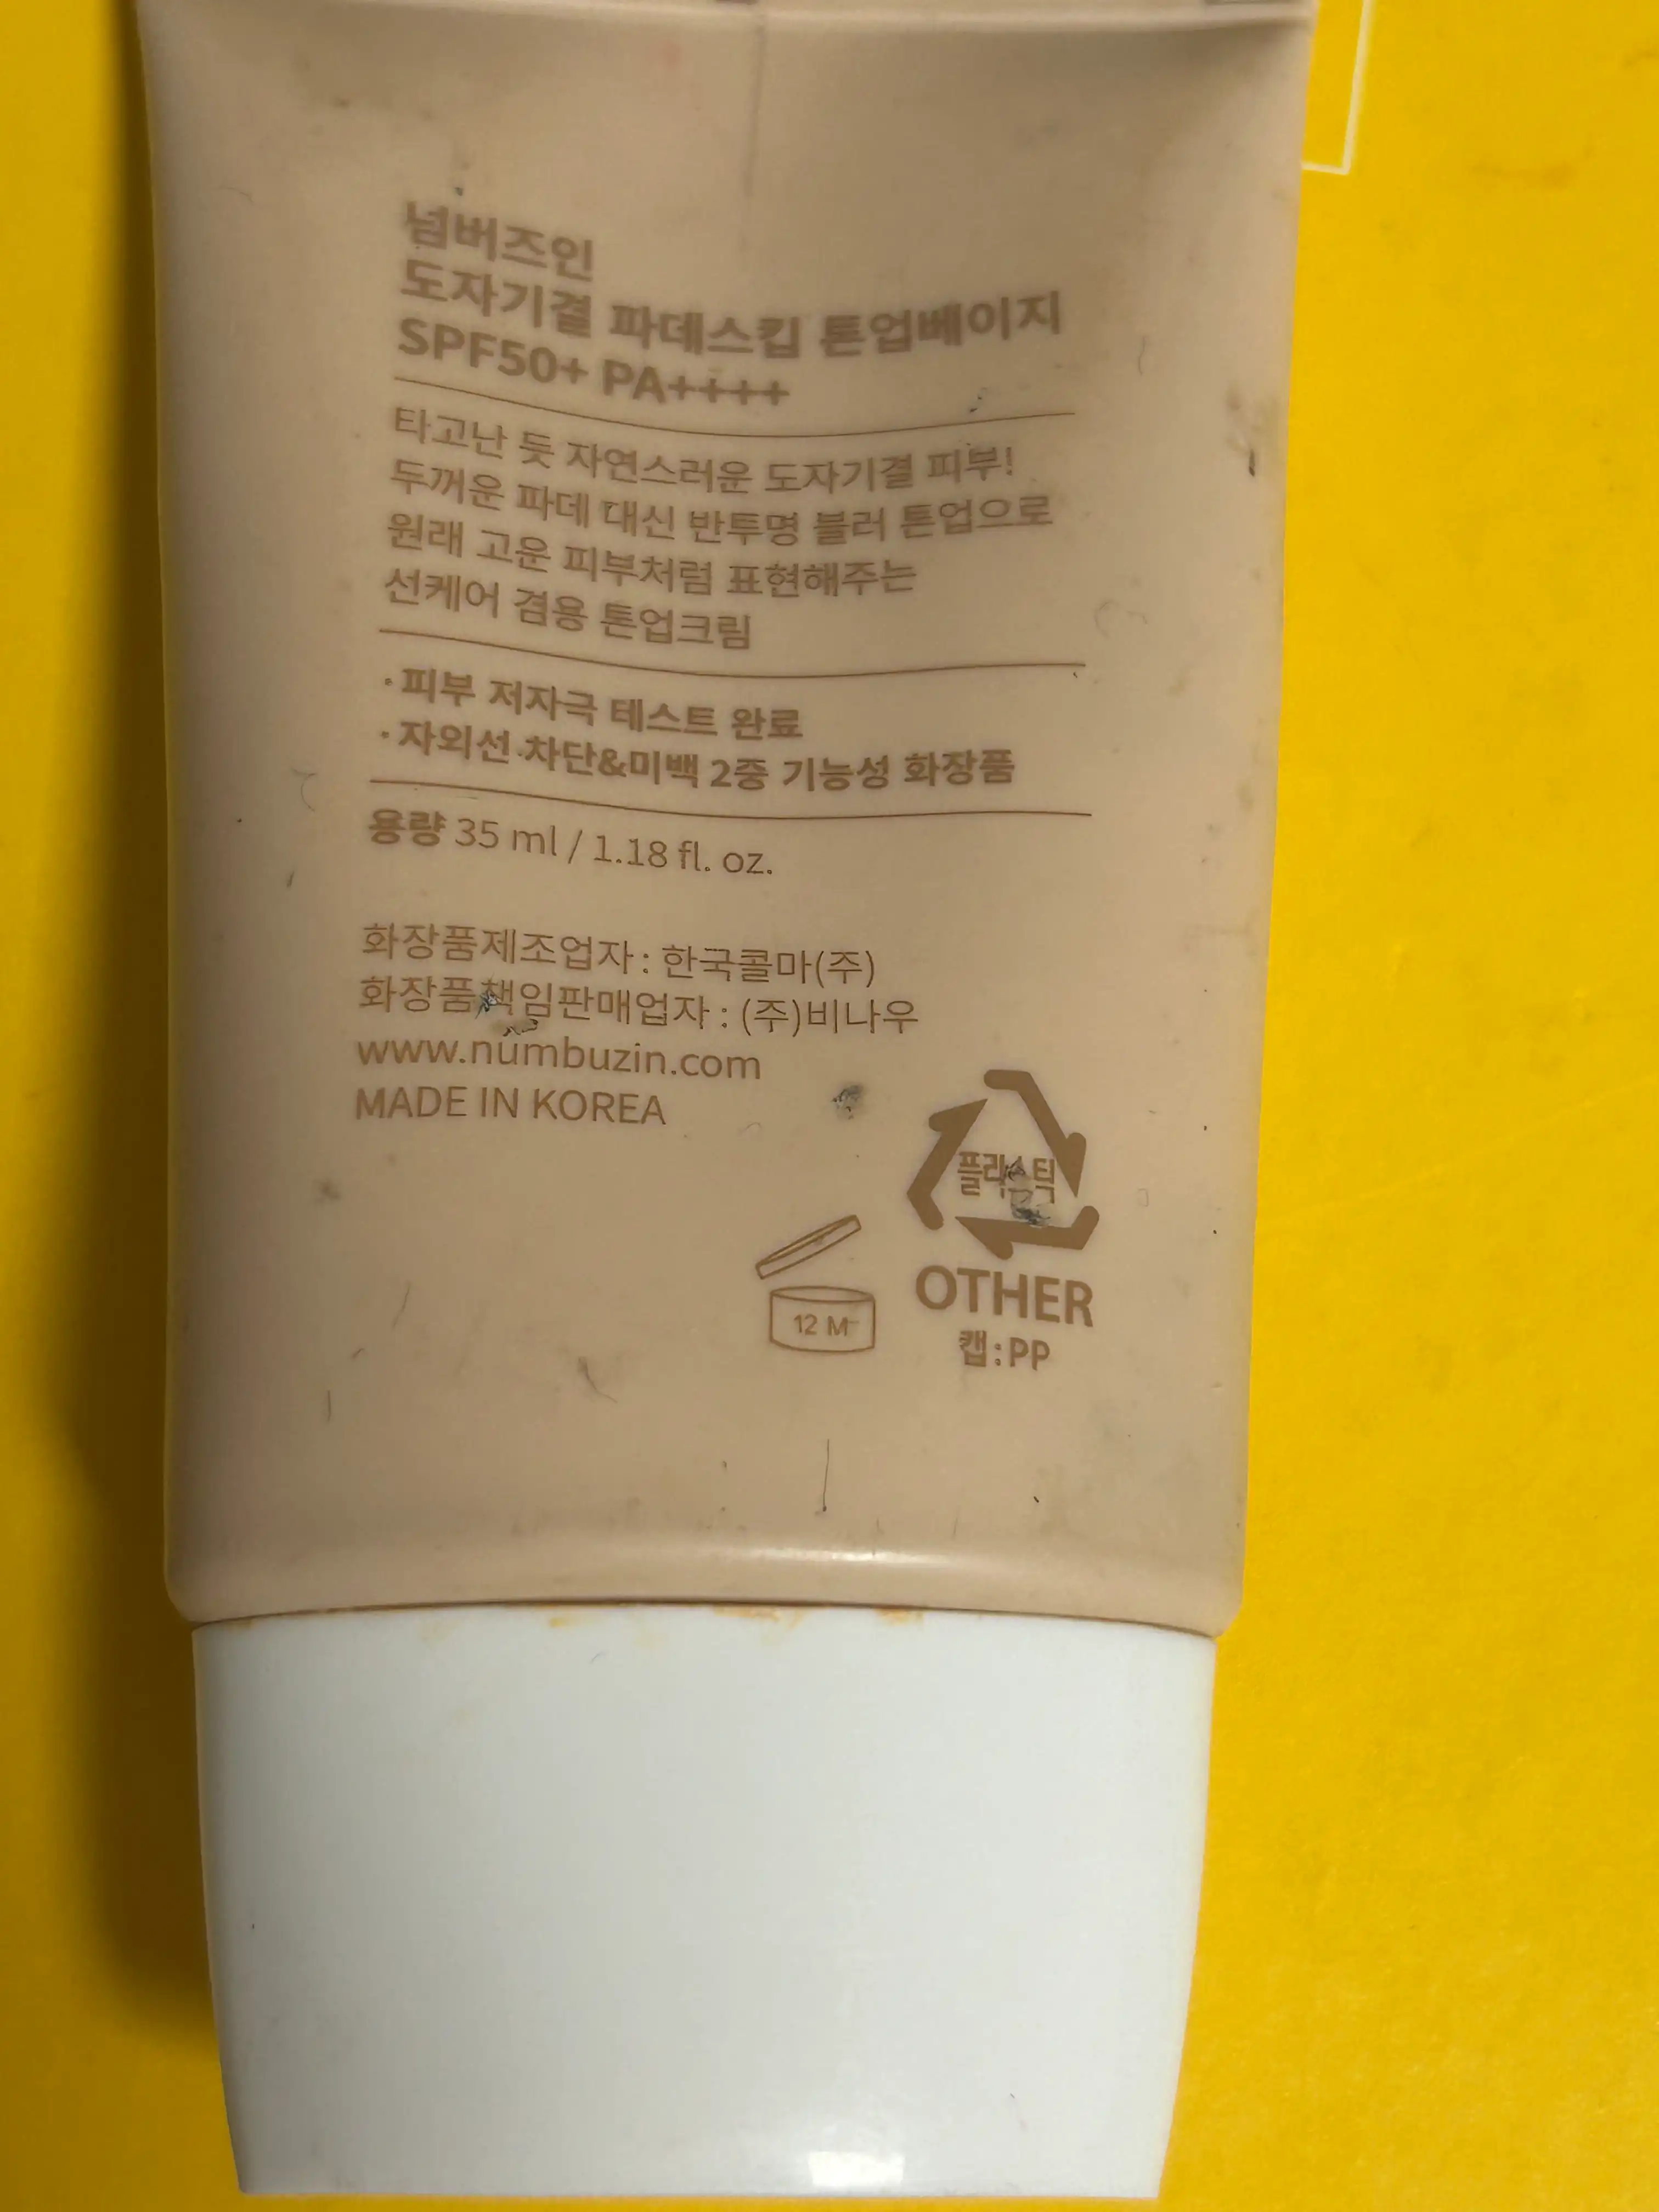 넘버즈인
도자기결 파데스킵 톤업베이지
SPF50+ PA++++
타고난 듯 자연스러운 도자기결 피부!
두꺼운 파데 대신 반투명 블러 톤업으로
원래 고운 피부처럼 표현해주는
선케어 겸용 톤업크림
·피부 저자극 테스트 완료
·자외선 차단&미백 2중 기능성 화장품
용량 35 ml / 1.18 fl. oz.
화장품제조업자 : 한국콜마(주)
화장품책임판매업자 : (주)비나우
www.numbuzin.com
MADE IN KOREA
플라스틱
OTHER
캡:PP
12 M